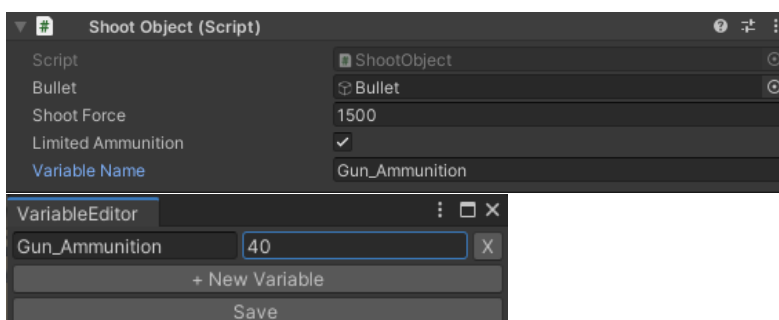 Shoot Object (Script)
Script ShootObject
Bullet Bullet
Shoot Force 1500
Limited Ammunition
Variable Name Gun_Ammunition
VariableEditor
Gun_Ammunition 40 X
+ New Variable
Save